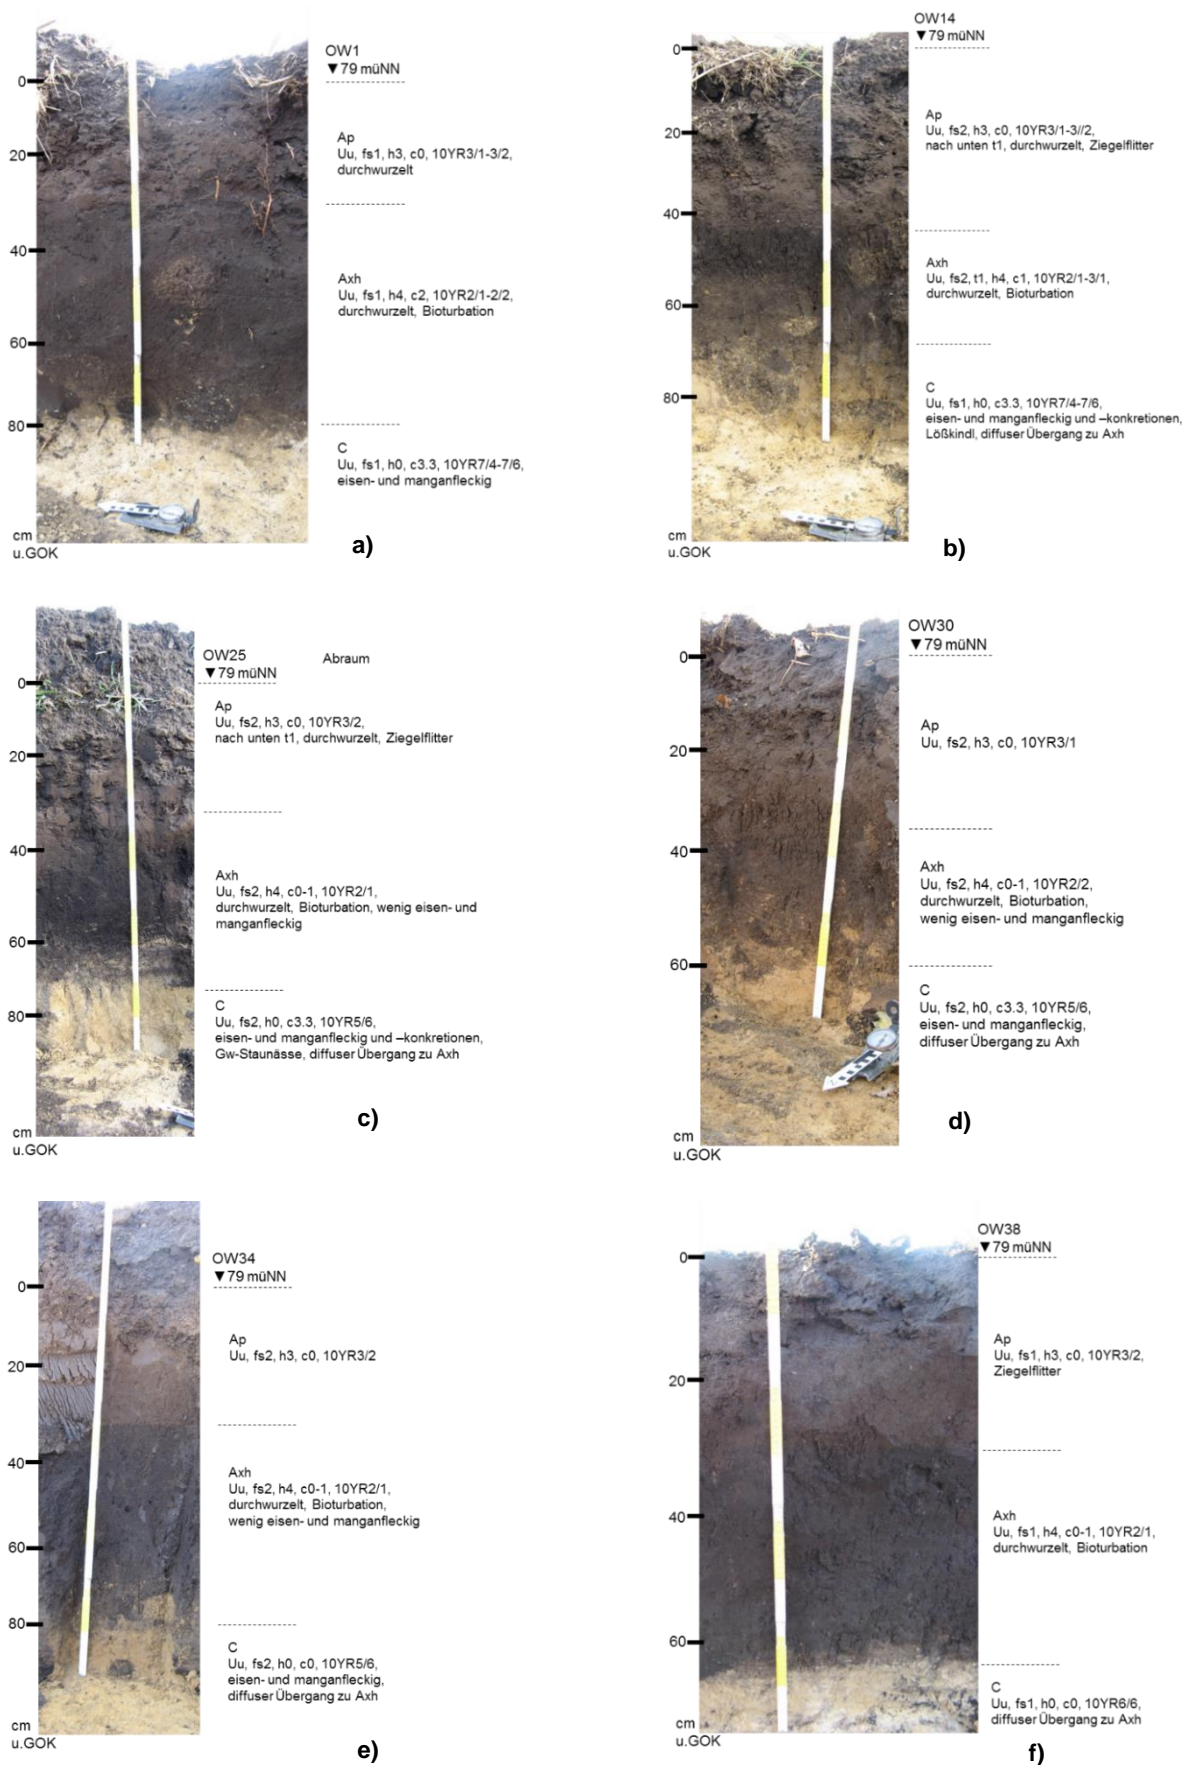 OW1
▼79 müNN
0
20
40
60
80
cm
u.GOK
Ap
Uu, fs1, h3, c0, 10YR3/1-3/2,
durchwurzelt
Axh
Uu, fs1, h4, c2, 10YR2/1-2/2,
durchwurzelt, Bioturbation
C
Uu, fs1, h0, c3.3, 10YR7/4-7/6,
eisen- und manganfleckig
a)
OW14
▼79 müNN
0
20
40
60
80
cm
u.GOK
Ap
Uu, fs2, h3, c0, 10YR3/1-3//2,
nach unten t1, durchwurzelt, Ziegelflitter
Axh
Uu, fs2, t1, h4, c1, 10YR2/1-3/1,
durchwurzelt, Bioturbation
C
Uu, fs1, h0, c3.3, 10YR7/4-7/6,
eisen- und manganfleckig und –konkretionen,
Lößkindl, diffuser Übergang zu Axh
b)
OW25
▼79 müNN
Abraum
0
20
40
60
80
cm
u.GOK
Ap
Uu, fs2, h3, c0, 10YR3/2,
nach unten t1, durchwurzelt, Ziegelflitter
Axh
Uu, fs2, h4, c0-1, 10YR2/1,
durchwurzelt, Bioturbation, wenig eisen- und
manganfleckig
C
Uu, fs2, h0, c3.3, 10YR5/6,
eisen- und manganfleckig und –konkretionen,
Gw-Staunässe, diffuser Übergang zu Axh
c)
OW30
▼79 müNN
0
20
40
60
cm
u.GOK
Ap
Uu, fs2, h3, c0, 10YR3/1
Axh
Uu, fs2, h4, c0-1, 10YR2/2,
durchwurzelt, Bioturbation,
wenig eisen- und manganfleckig
C
Uu, fs2, h0, c3.3, 10YR5/6,
eisen- und manganfleckig,
diffuser Übergang zu Axh
d)
OW34
▼79 müNN
0
20
40
60
80
cm
u.GOK
Ap
Uu, fs2, h3, c0, 10YR3/2
Axh
Uu, fs2, h4, c0-1, 10YR2/1,
durchwurzelt, Bioturbation,
wenig eisen- und manganfleckig
C
Uu, fs2, h0, c0, 10YR5/6,
eisen- und manganfleckig,
diffuser Übergang zu Axh
e)
OW38
▼79 müNN
0
20
40
60
cm
u.GOK
Ap
Uu, fs1, h3, c0, 10YR3/2,
Ziegelflitter
Axh
Uu, fs1, h4, c0-1, 10YR2/1,
durchwurzelt, Bioturbation
C
Uu, fs1, h0, c0, 10YR6/6,
diffuser Übergang zu Axh
f)